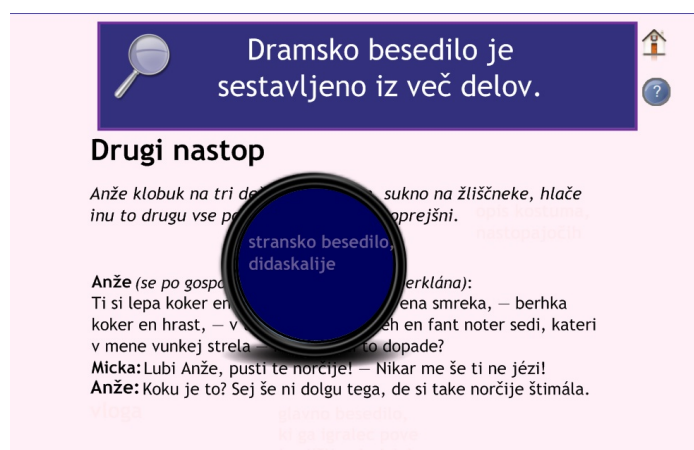 Dramsko besedilo je
sestavljeno iz več delov.
?
Drugi nastop
Anže klobuk na tri sukno na žliščneke, hlače
inu to drugu vse oprejšni.
opis kostuma,
nastopajočih
stransko besedilo,
didaskalije
Anže (se po gospo erklána):
Ti si lepa koker en ena smreka, — berhka
koker en hrast, — v en fant noter sedi, kateri
v mene vunkej strela to dopade?
Micka: Lubi Anže, pusti te norčije! — Nikar me še ti ne jézi!
Anže: Koku je to? Sej še ni dolgu tega, de si take norčije štimála.
vloga
glavno besedilo,
ki ga igralec pove